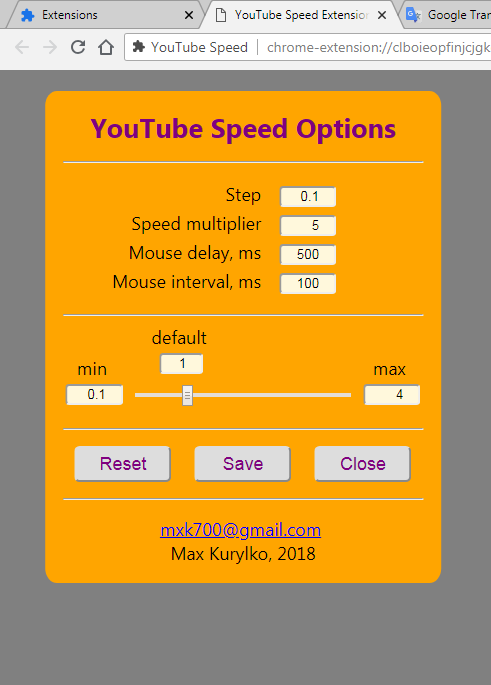 Extensions
YouTube Speed Extension
Google Tran
YouTube Speed
chrome-extension://clboieopfinjcjgk
YouTube Speed Options
Step 0.1
Speed multiplier 5
Mouse delay, ms 500
Mouse interval, ms 100
default
1
min
max
0.1
4
Reset Save Close
mxk700@gmail.com
Max Kurylko, 2018